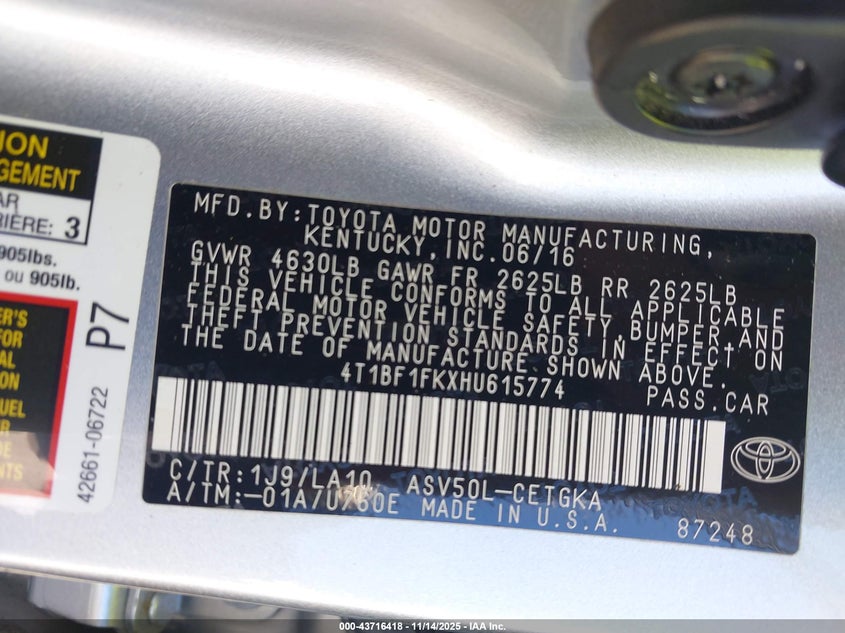 MFD.BY:TOYOTA MOTOR MANUFACTURING,
KENTUCKY, INC. 06/16
GVWR 4630LB GAWR FR 2625LB RR 2625LB
THIS VEHICLE CONFORMS TO ALL APPLICABLE
FEDERAL MOTOR VEHICLE SAFETY, BUMPER, AND
THEFT PREVENTION STANDARDS IN EFFECT ON
THE DATE OF MANUFACTURE SHOWN ABOVE.
4T1BF1FKXHU615774 PASS.CAR
C/TR:1J9/LA10 ASV50L-CETGKA
A/TM:-01A/U760E MADE IN U.S.A. 87248
GEMENT
3
905lbs.
ou 905lb.
P7
42661-06722
000-43716418 - 11/14/2025 - IAA Inc.